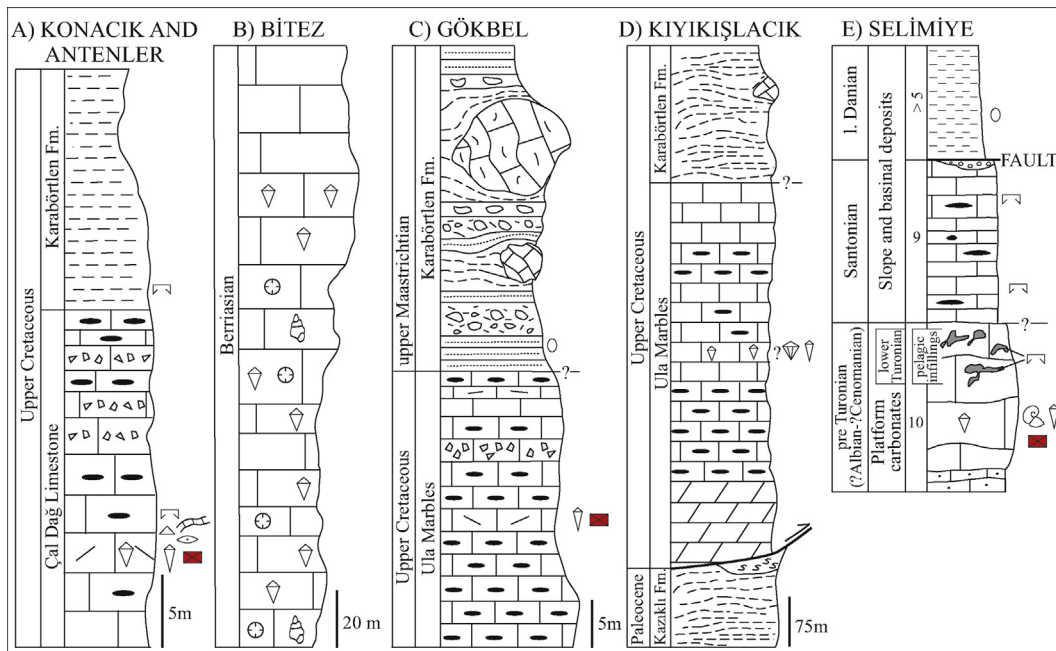 A) KONACIK AND
ANTENLER
Upper Cretaceous
Karabörtlen Fm.
Çal Dağ Limestone
5m
B) BİTEZ
Berriasian
20 m
C) GÖKBEL
upper Maastrichtian
Karabörtlen Fm.
?
Upper Cretaceous
Ula Marbles
5m
D) KIYIKIŞLACIK
Karabörtlen Fm.
?
Upper Cretaceous
Ula Marbles
?
s s s s
Paleocene
Kazıklı Fm.
75m
E) SELİMİYE
l. Danian
> 5
FAULT
Santonian
Slope and basinal deposits
9
?
pre Turonian
(?Albian-?Cenomanian)
Platform
carbonates
lower
Turonian
pelagic
infillings
10